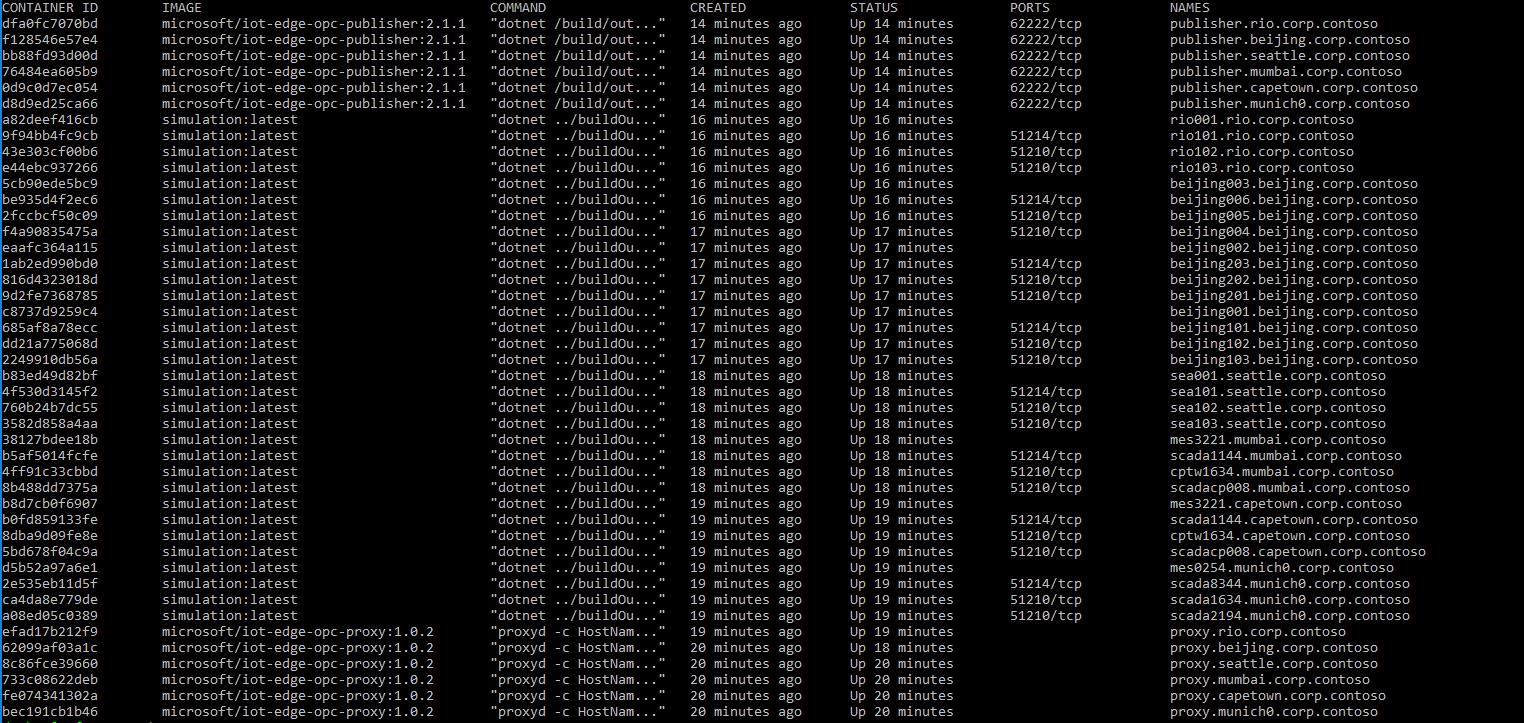 CONTAINER ID        IMAGE                                    COMMAND                  CREATED             STATUS              PORTS               NAMES
dfa0fc7070bd        microsoft/iot-edge-opc-publisher:2.1.1   "dotnet /build/out..."   14 minutes ago      Up 14 minutes       62222/tcp           publisher.rio.corp.contoso
f128546e57e4        microsoft/iot-edge-opc-publisher:2.1.1   "dotnet /build/out..."   14 minutes ago      Up 14 minutes       62222/tcp           publisher.beijing.corp.contoso
bb88fd93d00d        microsoft/iot-edge-opc-publisher:2.1.1   "dotnet /build/out..."   14 minutes ago      Up 14 minutes       62222/tcp           publisher.seattle.corp.contoso
76484ea605b9        microsoft/iot-edge-opc-publisher:2.1.1   "dotnet /build/out..."   14 minutes ago      Up 14 minutes       62222/tcp           publisher.mumbai.corp.contoso
0d9c0d7ec054        microsoft/iot-edge-opc-publisher:2.1.1   "dotnet /build/out..."   14 minutes ago      Up 14 minutes       62222/tcp           publisher.capetown.corp.contoso
d8d9ed25ca66        microsoft/iot-edge-opc-publisher:2.1.1   "dotnet /build/out..."   14 minutes ago      Up 14 minutes       62222/tcp           publisher.munich0.corp.contoso
a82deef416cb        simulation:latest                        "dotnet ../buildOu..."   16 minutes ago      Up 16 minutes                           rio001.rio.corp.contoso
9f94bb4fc9cb        simulation:latest                        "dotnet ../buildOu..."   16 minutes ago      Up 16 minutes       51214/tcp           rio101.rio.corp.contoso
43e303cf00b6        simulation:latest                        "dotnet ../buildOu..."   16 minutes ago      Up 16 minutes       51210/tcp           rio102.rio.corp.contoso
e44ebc937266        simulation:latest                        "dotnet ../buildOu..."   16 minutes ago      Up 16 minutes       51210/tcp           rio103.rio.corp.contoso
5cb90ede5bc9        simulation:latest                        "dotnet ../buildOu..."   16 minutes ago      Up 16 minutes                           beijing003.beijing.corp.contoso
be935d4f2ec6        simulation:latest                        "dotnet ../buildOu..."   16 minutes ago      Up 16 minutes       51214/tcp           beijing006.beijing.corp.contoso
2fccbcf50c09        simulation:latest                        "dotnet ../buildOu..."   16 minutes ago      Up 16 minutes       51210/tcp           beijing005.beijing.corp.contoso
f4a90835475a        simulation:latest                        "dotnet ../buildOu..."   17 minutes ago      Up 17 minutes       51210/tcp           beijing004.beijing.corp.contoso
eaafc364a115        simulation:latest                        "dotnet ../buildOu..."   17 minutes ago      Up 17 minutes                           beijing002.beijing.corp.contoso
1ab2ed990bd0        simulation:latest                        "dotnet ../buildOu..."   17 minutes ago      Up 17 minutes       51214/tcp           beijing203.beijing.corp.contoso
816d4323018d        simulation:latest                        "dotnet ../buildOu..."   17 minutes ago      Up 17 minutes       51210/tcp           beijing202.beijing.corp.contoso
9d2fe7368785        simulation:latest                        "dotnet ../buildOu..."   17 minutes ago      Up 17 minutes       51210/tcp           beijing201.beijing.corp.contoso
c8737d9259c4        simulation:latest                        "dotnet ../buildOu..."   17 minutes ago      Up 17 minutes                           beijing001.beijing.corp.contoso
685af8a78ecc        simulation:latest                        "dotnet ../buildOu..."   17 minutes ago      Up 17 minutes       51214/tcp           beijing101.beijing.corp.contoso
dd21a775068d        simulation:latest                        "dotnet ../buildOu..."   17 minutes ago      Up 17 minutes       51210/tcp           beijing102.beijing.corp.contoso
2249910db56a        simulation:latest                        "dotnet ../buildOu..."   17 minutes ago      Up 17 minutes       51210/tcp           beijing103.beijing.corp.contoso
b83ed49d82bf        simulation:latest                        "dotnet ../buildOu..."   18 minutes ago      Up 18 minutes                           sea001.seattle.corp.contoso
4f530d3145f2        simulation:latest                        "dotnet ../buildOu..."   18 minutes ago      Up 18 minutes       51214/tcp           sea101.seattle.corp.contoso
760b24b7dc55        simulation:latest                        "dotnet ../buildOu..."   18 minutes ago      Up 18 minutes       51210/tcp           sea102.seattle.corp.contoso
3582d858a4aa        simulation:latest                        "dotnet ../buildOu..."   18 minutes ago      Up 18 minutes       51210/tcp           sea103.seattle.corp.contoso
38127bdee18b        simulation:latest                        "dotnet ../buildOu..."   18 minutes ago      Up 18 minutes                           mes3221.mumbai.corp.contoso
b5af5014fcfe        simulation:latest                        "dotnet ../buildOu..."   18 minutes ago      Up 18 minutes       51214/tcp           scada1144.mumbai.corp.contoso
4ff91c33cbbd        simulation:latest                        "dotnet ../buildOu..."   18 minutes ago      Up 18 minutes       51210/tcp           cptw1634.mumbai.corp.contoso
8b488dd7375a        simulation:latest                        "dotnet ../buildOu..."   18 minutes ago      Up 18 minutes       51210/tcp           scadacp008.mumbai.corp.contoso
b8d7cb0f6907        simulation:latest                        "dotnet ../buildOu..."   19 minutes ago      Up 19 minutes                           mes3221.capetown.corp.contoso
b0fd859133fe        simulation:latest                        "dotnet ../buildOu..."   19 minutes ago      Up 19 minutes       51214/tcp           scada1144.capetown.corp.contoso
8dba9d09fe8e        simulation:latest                        "dotnet ../buildOu..."   19 minutes ago      Up 19 minutes       51210/tcp           cptw1634.capetown.corp.contoso
5bd678f04c9a        simulation:latest                        "dotnet ../buildOu..."   19 minutes ago      Up 19 minutes       51210/tcp           scadacp008.capetown.corp.contoso
d5b52a97a6e1        simulation:latest                        "dotnet ../buildOu..."   19 minutes ago      Up 19 minutes                           mes0254.munich0.corp.contoso
2e535eb11d5f        simulation:latest                        "dotnet ../buildOu..."   19 minutes ago      Up 19 minutes       51214/tcp           scada8344.munich0.corp.contoso
ca4da8e779de        simulation:latest                        "dotnet ../buildOu..."   19 minutes ago      Up 19 minutes       51210/tcp           scada1634.munich0.corp.contoso
a08ed05c0389        simulation:latest                        "dotnet ../buildOu..."   19 minutes ago      Up 19 minutes       51210/tcp           scada2194.munich0.corp.contoso
efad17b212f9        microsoft/iot-edge-opc-proxy:1.0.2       "proxyd -c HostNam..."   19 minutes ago      Up 19 minutes                           proxy.rio.corp.contoso
62099af03a1c        microsoft/iot-edge-opc-proxy:1.0.2       "proxyd -c HostNam..."   20 minutes ago      Up 18 minutes                           proxy.beijing.corp.contoso
8c86fce39660        microsoft/iot-edge-opc-proxy:1.0.2       "proxyd -c HostNam..."   20 minutes ago      Up 20 minutes                           proxy.seattle.corp.contoso
733c08622deb        microsoft/iot-edge-opc-proxy:1.0.2       "proxyd -c HostNam..."   20 minutes ago      Up 20 minutes                           proxy.mumbai.corp.contoso
fe074341302a        microsoft/iot-edge-opc-proxy:1.0.2       "proxyd -c HostNam..."   20 minutes ago      Up 20 minutes                           proxy.capetown.corp.contoso
bec191cb1b46        microsoft/iot-edge-opc-proxy:1.0.2       "proxyd -c HostNam..."   20 minutes ago      Up 20 minutes                           proxy.munich0.corp.contoso